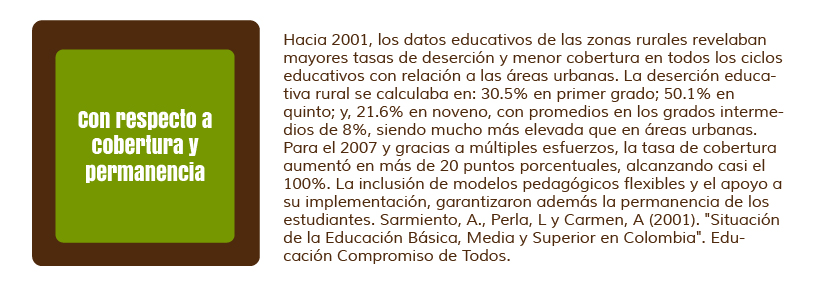 Con respecto a
cobertura y
permanencia
Hacia 2001, los datos educativos de las zonas rurales revelaban
mayores tasas de deserción y menor cobertura en todos los ciclos
educativos con relación a las áreas urbanas. La deserción educa-
tiva rural se calculaba en: 30.5% en primer grado; 50.1% en
quinto; y, 21.6% en noveno, con promedios en los grados interme-
dios de 8%, siendo mucho más elevada que en áreas urbanas.
Para el 2007 y gracias a múltiples esfuerzos, la tasa de cobertura
aumentó en más de 20 puntos porcentuales, alcanzando casi el
100%. La inclusión de modelos pedagógicos flexibles y el apoyo a
su implementación, garantizaron además la permanencia de los
estudiantes. Sarmiento, A., Perla, L y Carmen, A (2001). "Situación
de la Educación Básica, Media y Superior en Colombia". Edu-
cación Compromiso de Todos.